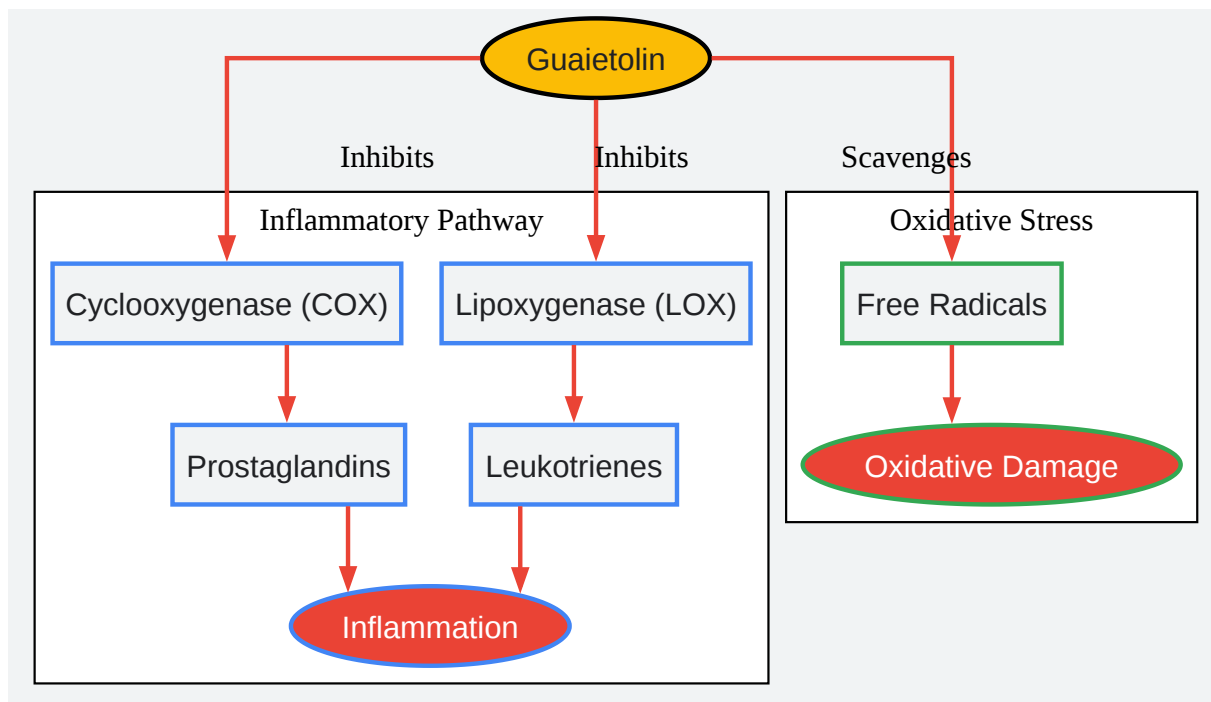 Guaietolin
Inhibits
Inhibits
Scavenges
Inflammatory Pathway
Oxidative Stress
Cyclooxygenase (COX)
Lipoxygenase (LOX)
Free Radicals
Prostaglandins
Leukotrienes
Oxidative Damage
Inflammation